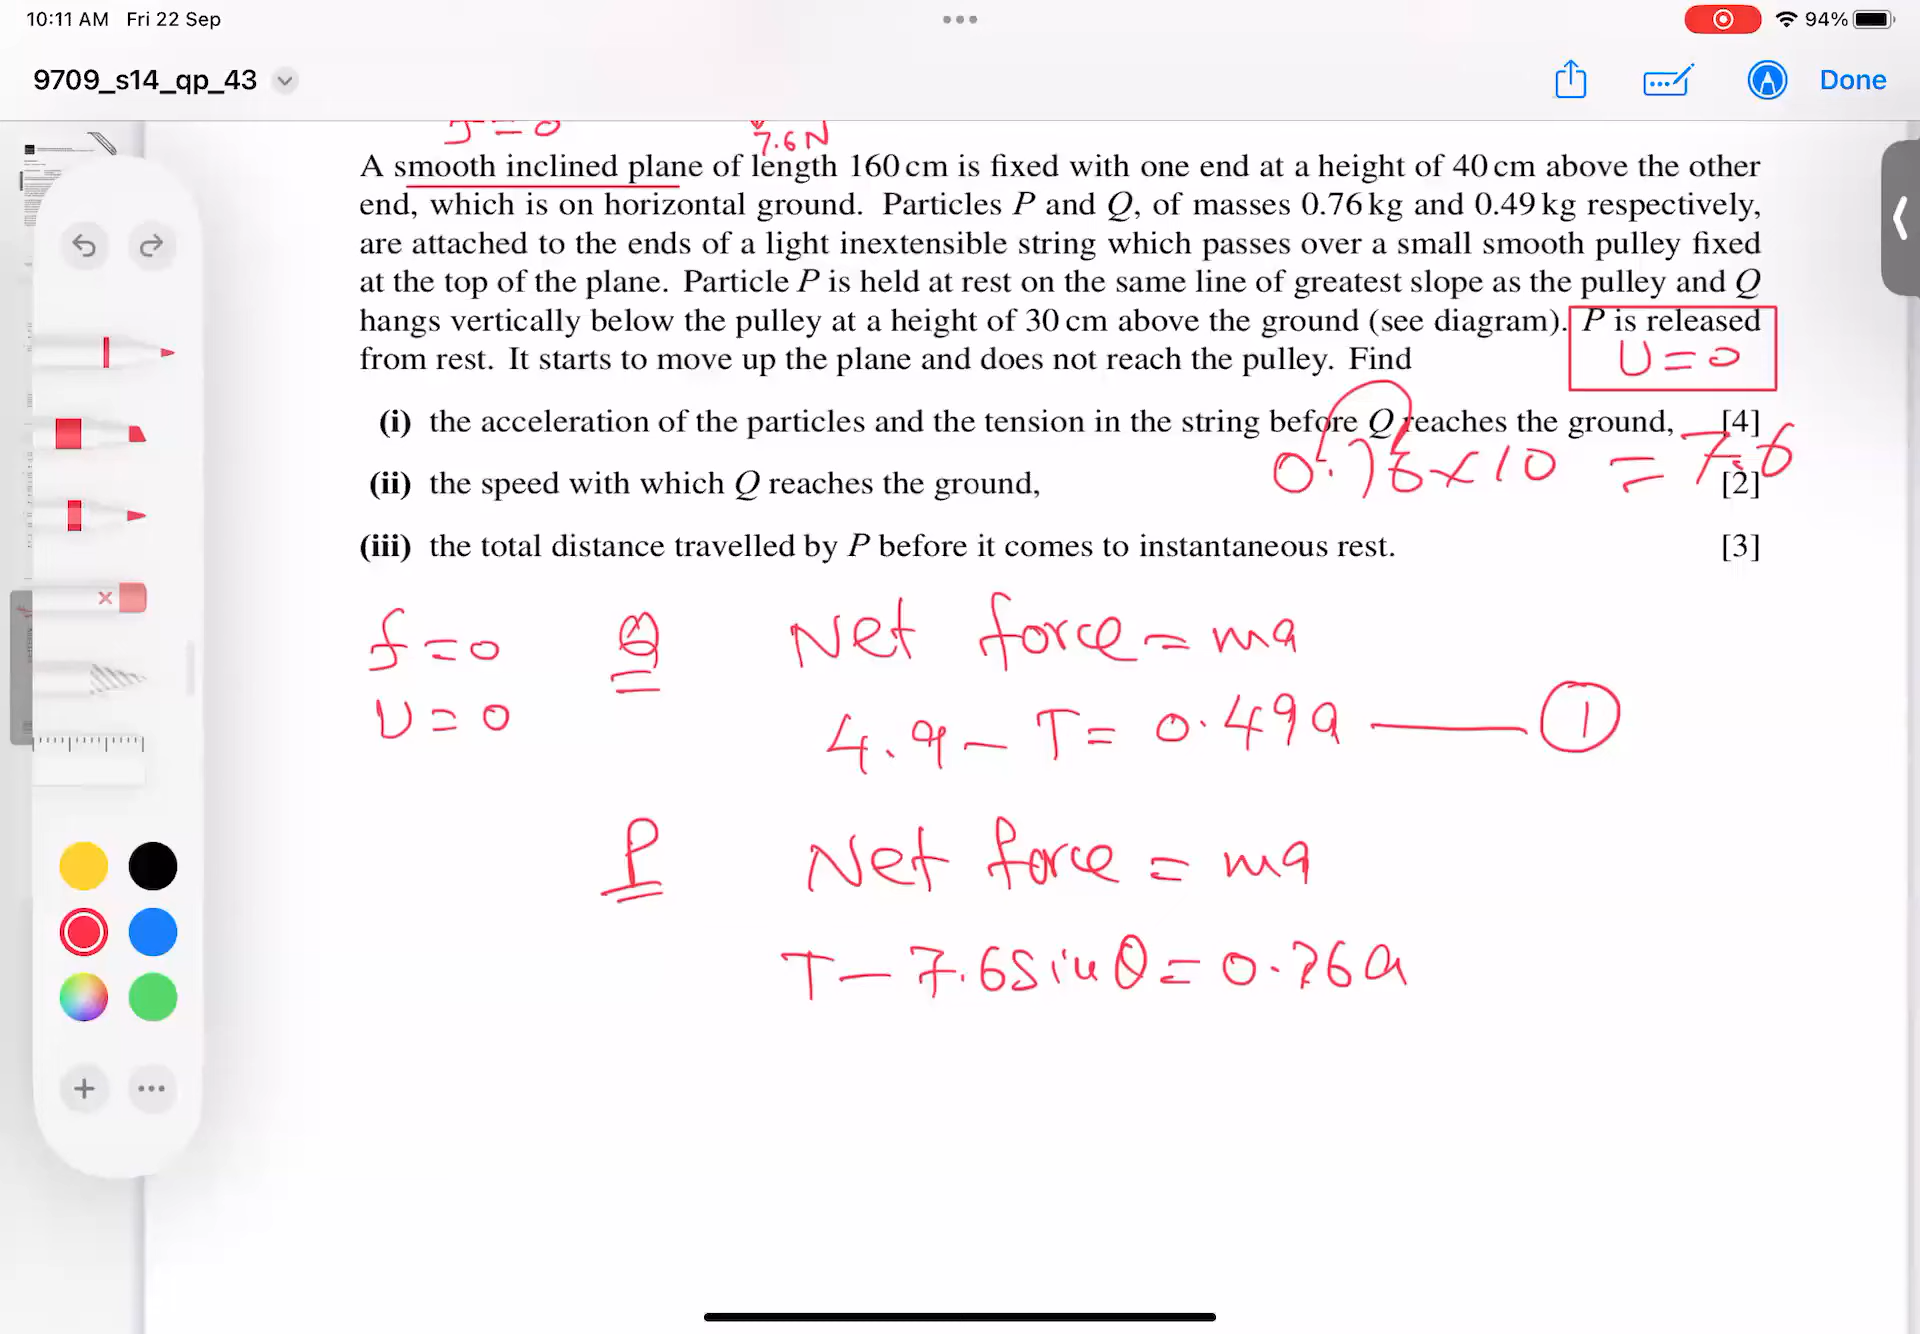 10:11 AM Fri 22 Sep
94%
9709_s14_qp_43
Done
f = 0
7.6N
A smooth inclined plane of length 160 cm is fixed with one end at a height of 40 cm above the other
end, which is on horizontal ground. Particles P and Q, of masses 0.76 kg and 0.49 kg respectively,
are attached to the ends of a light inextensible string which passes over a small smooth pulley fixed
at the top of the plane. Particle P is held at rest on the same line of greatest slope as the pulley and Q
hangs vertically below the pulley at a height of 30 cm above the ground (see diagram). P is released
from rest. It starts to move up the plane and does not reach the pulley. Find
U = 0
(i) the acceleration of the particles and the tension in the string before Q reaches the ground, [4]
0.76 × 10 = 7.6
(ii) the speed with which Q reaches the ground, [2]
(iii) the total distance travelled by P before it comes to instantaneous rest. [3]
f = 0
Q
Net force = ma
U = 0
4.9 – T = 0.49a —— 1
P
Net force = ma
T – 7.6 sin θ = 0.76a